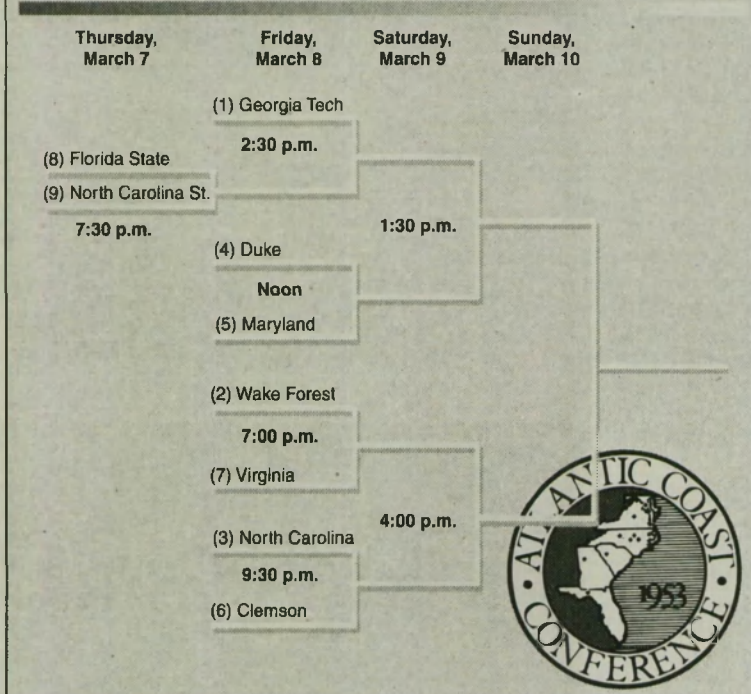 Thursday,
March 7
Friday,
March 8
Saturday,
March 9
Sunday,
March 10
(1) Georgia Tech
2:30 p.m.
(8) Florida State
(9) North Carolina St.
7:30 p.m.
1:30 p.m.
(4) Duke
Noon
(5) Maryland
(2) Wake Forest
7:00 p.m.
(7) Virginia
4:00 p.m.
(3) North Carolina
9:30 p.m.
(6) Clemson
ATLANTIC COAST
1953
CONFERENCE